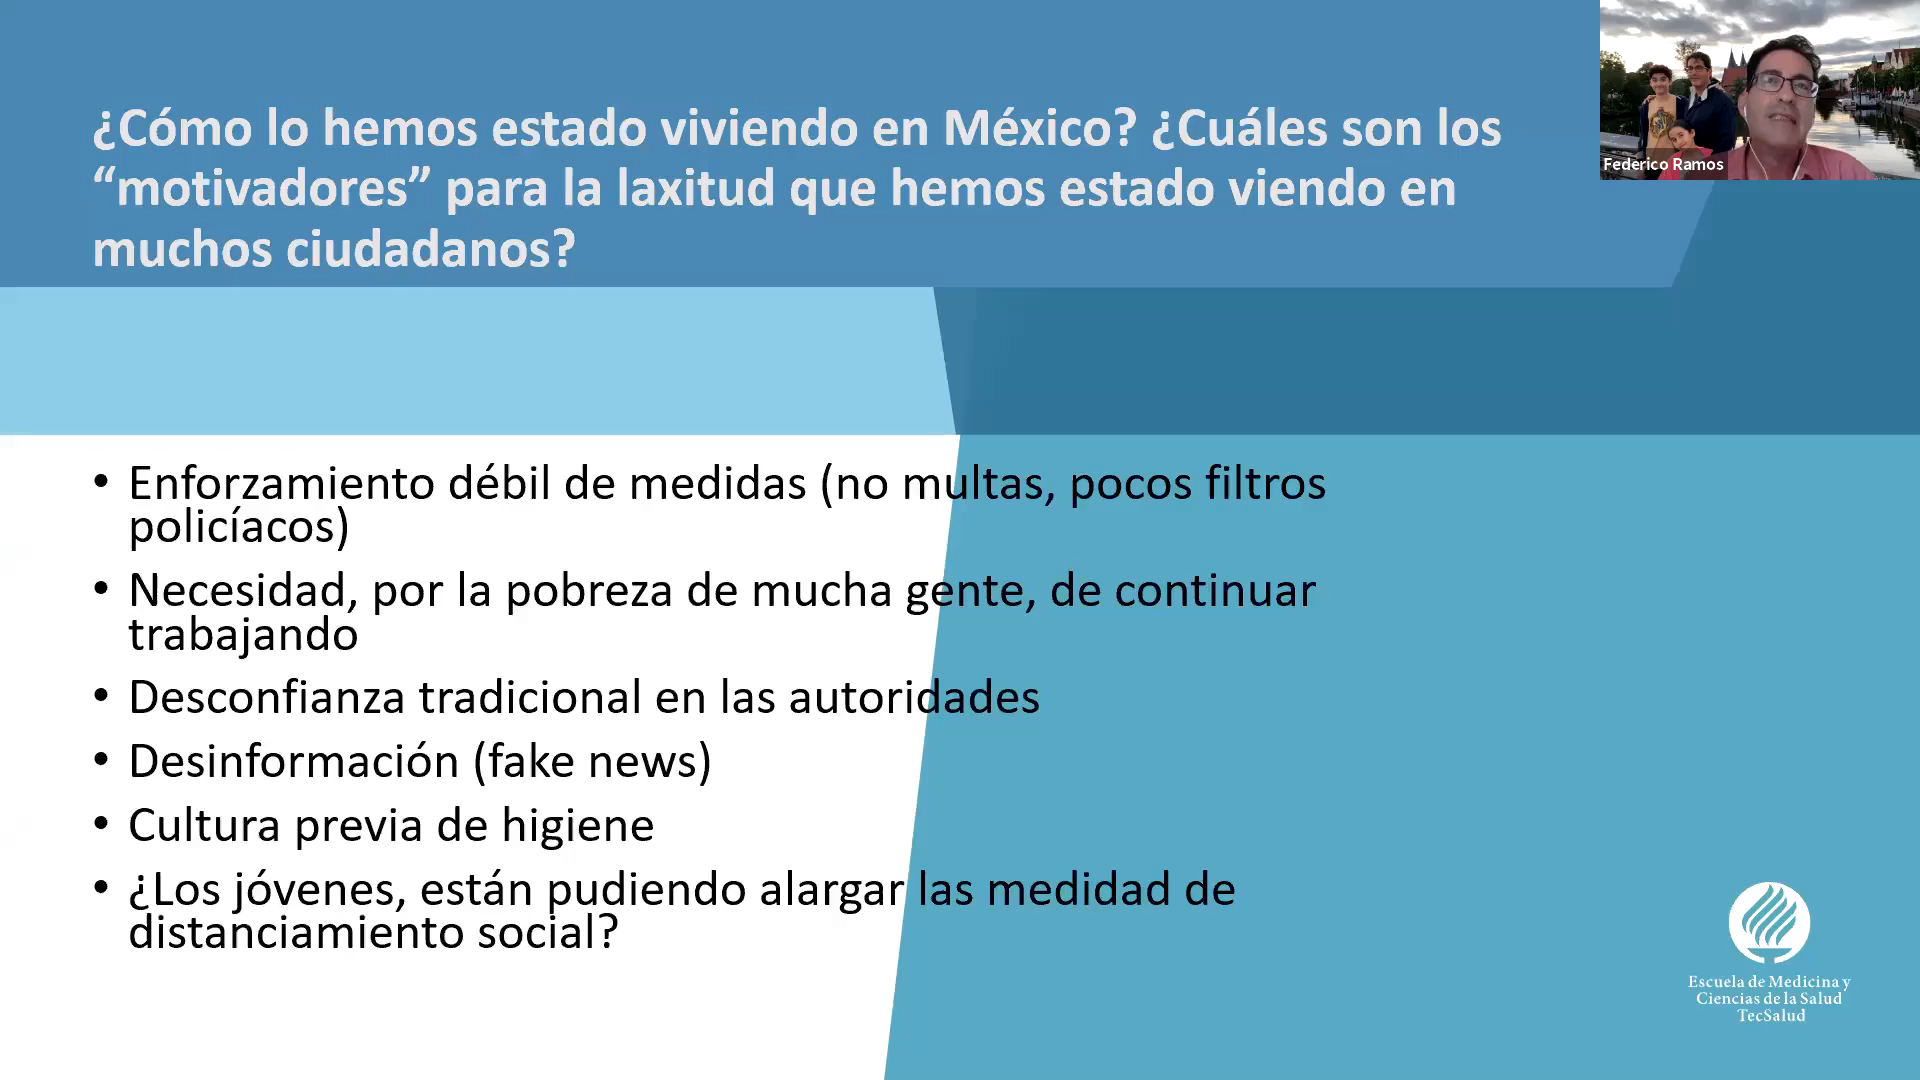 ¿Cómo lo hemos estado viviendo en México? ¿Cuáles son los
“motivadores” para la laxitud que hemos estado viendo en
muchos ciudadanos?
Federico Ramos
• Enforzamiento débil de medidas (no multas, pocos filtros
policíacos)
• Necesidad, por la pobreza de mucha gente, de continuar
trabajando
• Desconfianza tradicional en las autoridades
• Desinformación (fake news)
• Cultura previa de higiene
• ¿Los jóvenes, están pudiendo alargar las medidad de
distanciamiento social?
Escuela de Medicina y
Ciencias de la Salud
TecSalud